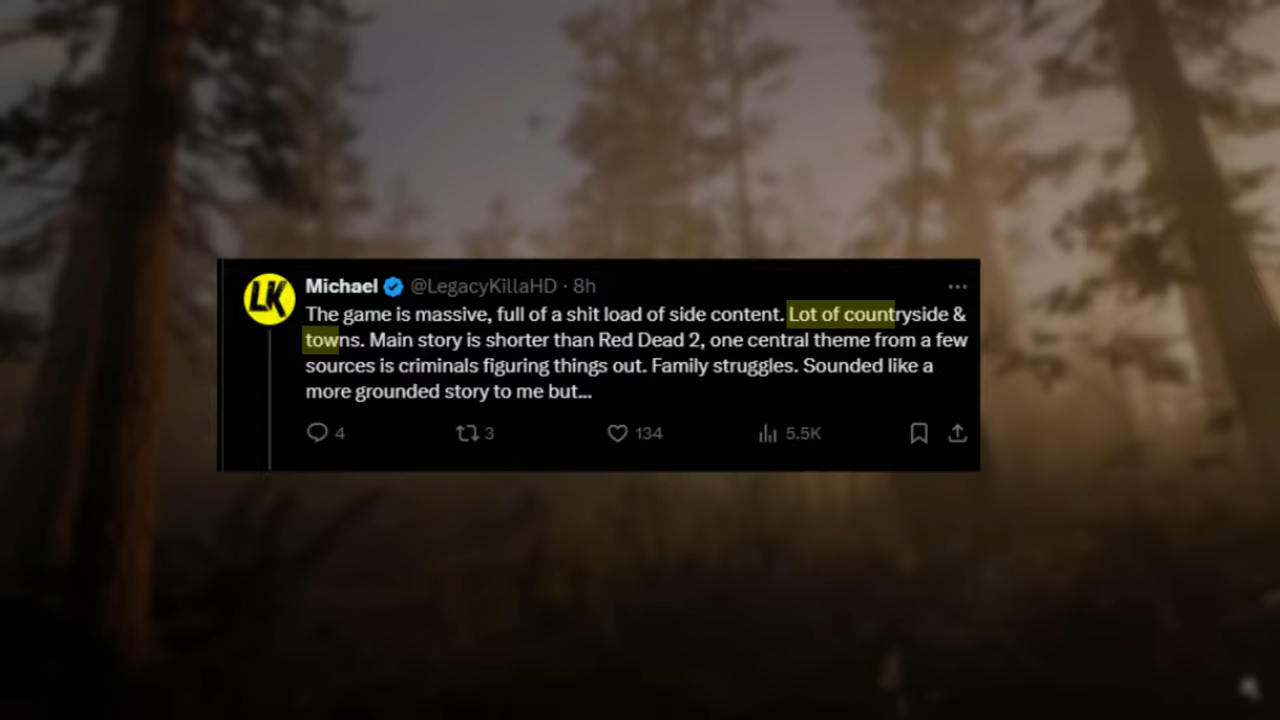 LK
Michael @LegacyKillaHD · 8h
The game is massive, full of a shit load of side content. Lot of countryside &
towns. Main story is shorter than Red Dead 2, one central theme from a few
sources is criminals figuring things out. Family struggles. Sounded like a
more grounded story to me but...
4 3 134 5.5K